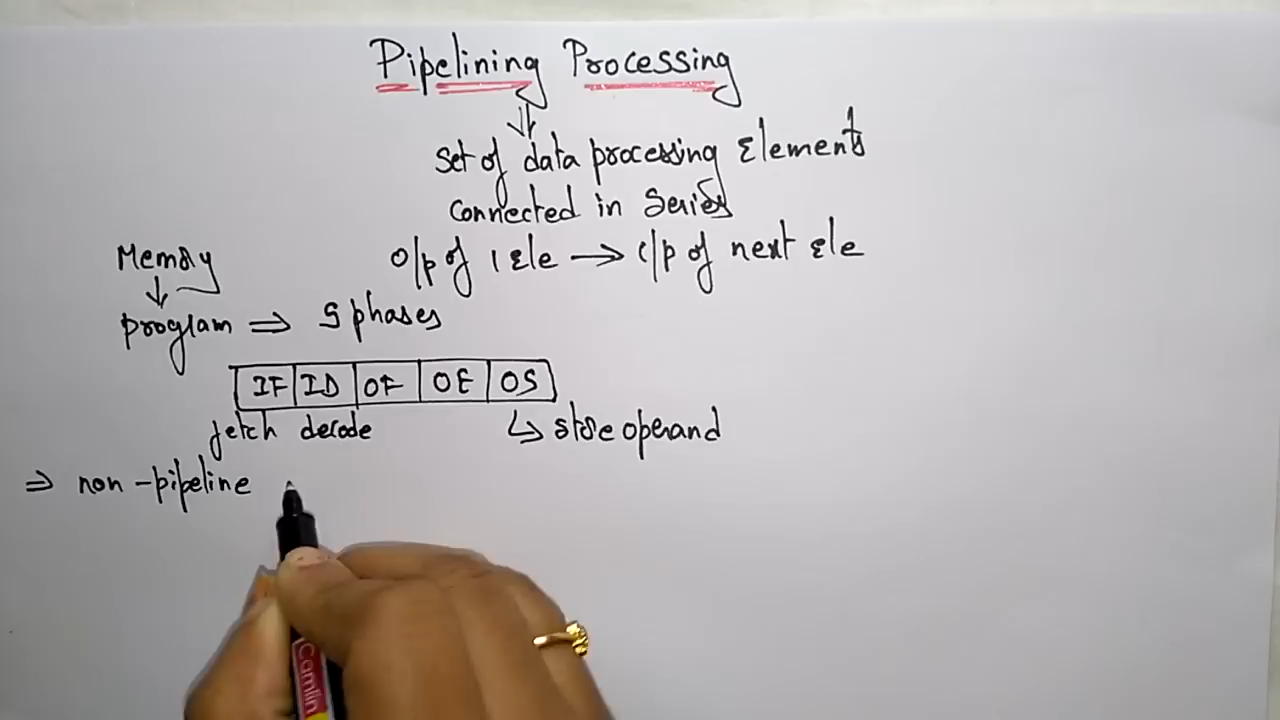 Pipelining Processing
⇓
Set of data processing Elements
Connected in Series
O/p of 1 Ele → i/p of next Ele
Memory
↓
program ⇒ 5 phases
IF ID OF OE OS
fetch decode ↳ store operand
⇒ non-pipeline
Camlin